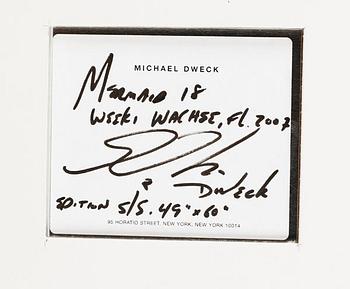 MICHAEL DWECK
MERMAID 18
WEEKI WACHEE, FL. 2007
DWECK
EDITION 5/5. 49" x 60"
95 HORATIO STREET, NEW YORK, NEW YORK 10014